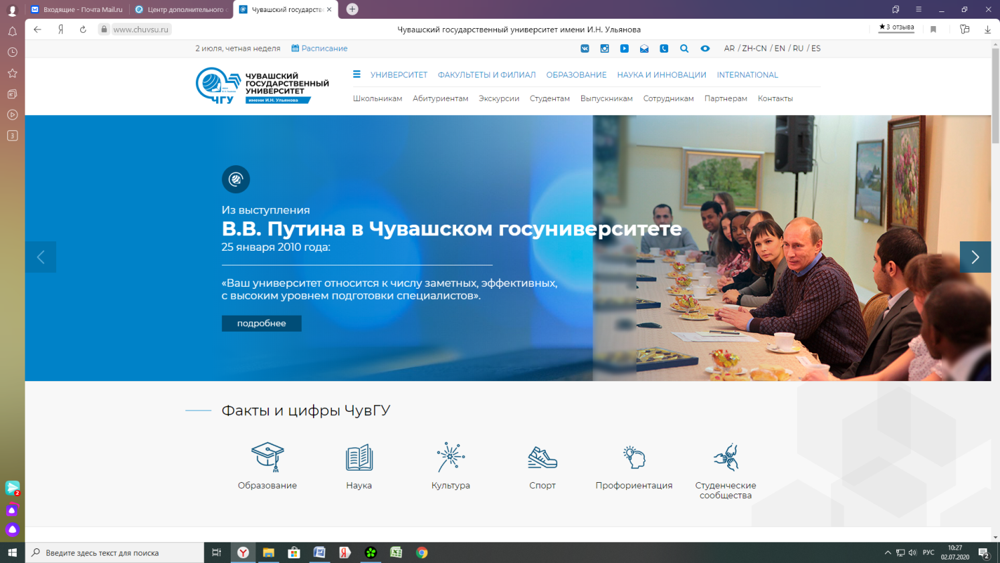 Входящие - Почта Mail.ru
Центр дополнительного
Чувашский государств
www.chuvsu.ru
Чувашский государственный университет имени И.Н. Ульянова
★3 отзыва
2 июля, четная неделя
Расписание
AR / ZH-CN / EN / RU / ES
ЧУВАШСКИЙ
ГОСУДАРСТВЕННЫЙ
УНИВЕРСИТЕТ
имени И.Н. Ульянова
ЧГУ
УНИВЕРСИТЕТ ФАКУЛЬТЕТЫ И ФИЛИАЛ ОБРАЗОВАНИЕ НАУКА И ИННОВАЦИИ INTERNATIONAL
Школьникам Абитуриентам Экскурсии Студентам Выпускникам Сотрудникам Партнерам Контакты
3
Из выступления
В.В. Путина в Чувашском госуниверситете
25 января 2010 года:
«Ваш университет относится к числу заметных, эффективных,
с высоким уровнем подготовки специалистов».
подробнее
Факты и цифры ЧувГУ
Образование
Наука
Культура
Спорт
Профориентация
Студенческие
сообщества
2
Введите здесь текст для поиска
РУС
10:27
02.07.2020
2